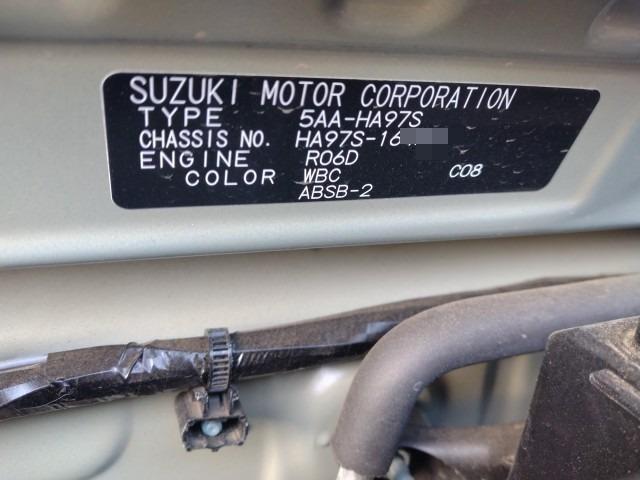 SUZUKI MOTOR CORPORATION
TYPE 5AA-HA97S
CHASSIS NO. HA97S-16
ENGINE R06D
COLOR WBC C08
ABSB-2